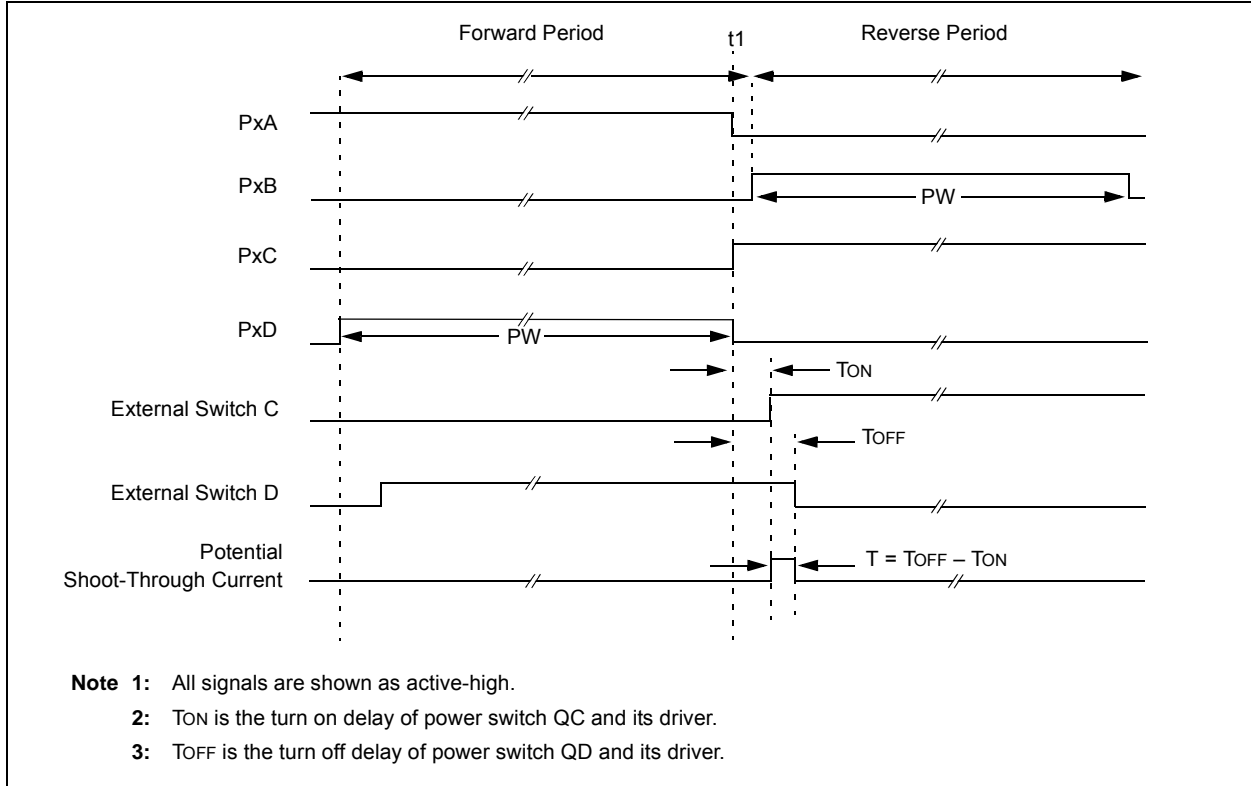 Forward Period
t1
Reverse Period
PxA
PxB
PW
PxC
PxD
PW
TON
External Switch C
TOFF
External Switch D
Potential
Shoot-Through Current
T = TOFF – TON
Note 1: All signals are shown as active-high.
2: TON is the turn on delay of power switch QC and its driver.
3: TOFF is the turn off delay of power switch QD and its driver.